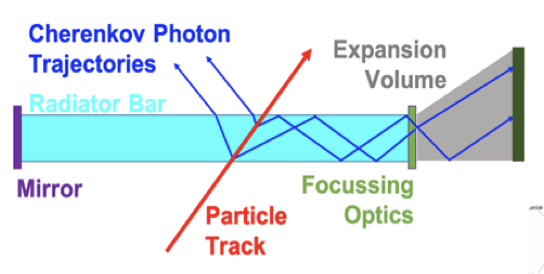 Cherenkov Photon
Trajectories
Expansion
Volume
Radiator Bar
Mirror
Focussing
Optics
Particle
Track